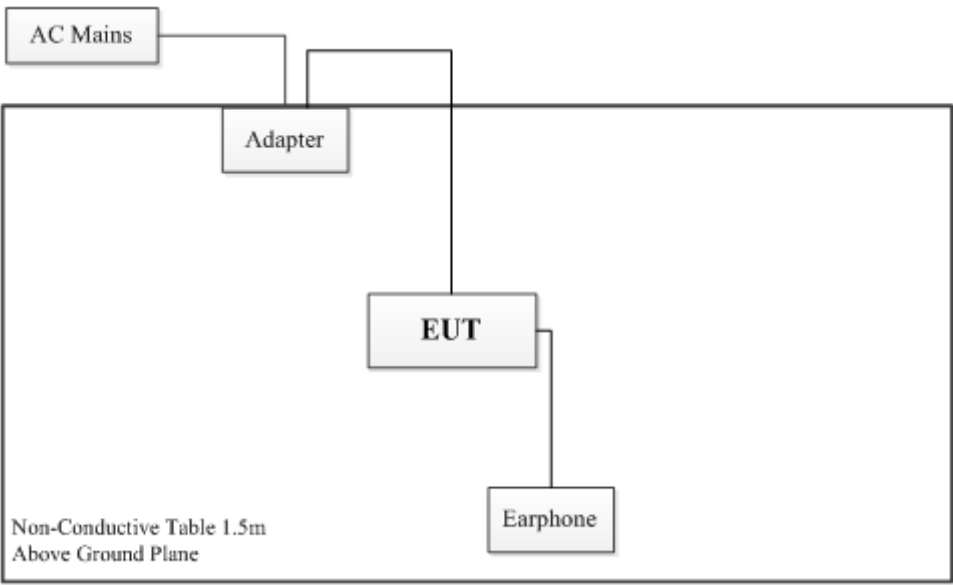 AC Mains
Adapter
EUT
Earphone
Non-Conductive Table 1.5m
Above Ground Plane